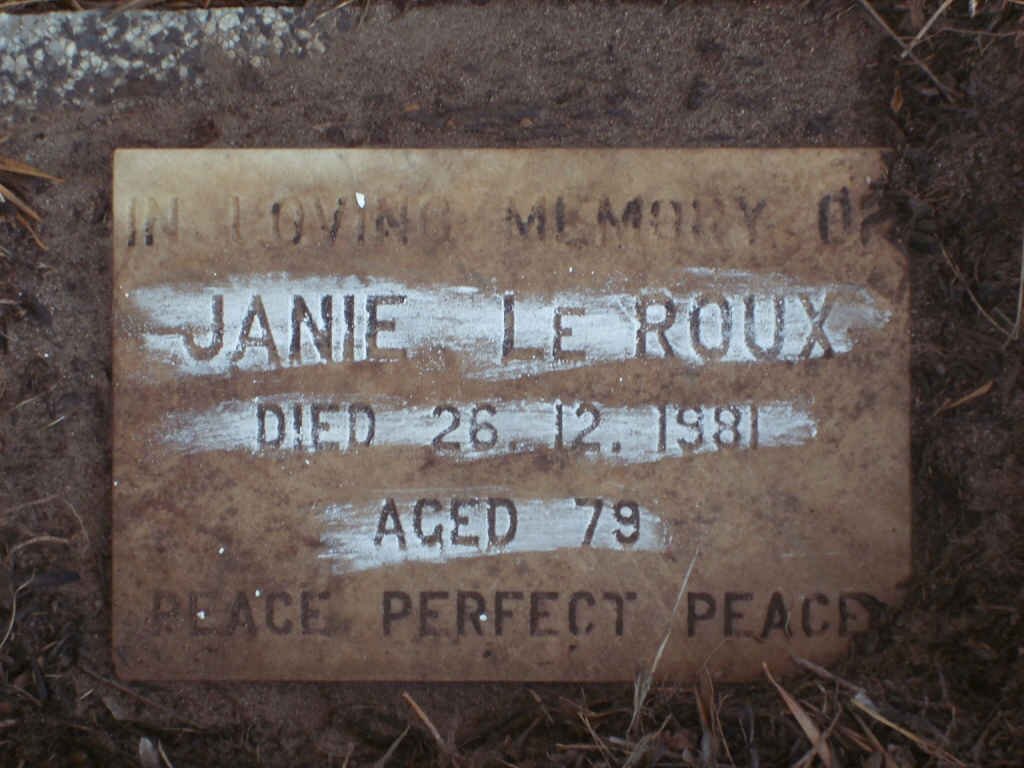 IN LOVING MEMORY OF
JANIE LE ROUX
DIED 26.12.1981
AGED 79
PEACE PERFECT PEACE